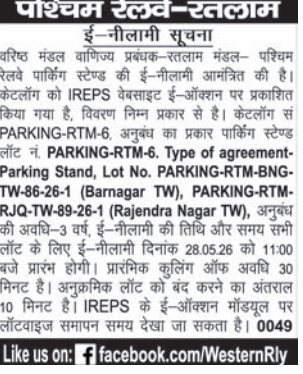 पश्चिम रेलवे-रतलाम
ई-नीलामी सूचना
वरिष्ठ मंडल वाणिज्य प्रबंधक-रतलाम मंडल- पश्चिम
रेलवे पार्किंग स्टेण्ड की ई-नीलामी आमंत्रित की है।
केटलॉग को IREPS वेबसाइट ई-ऑक्शन पर प्रकाशित
किया गया है, विवरण निम्न प्रकार से है। केटलॉग सं
PARKING-RTM-6, अनुबंध का प्रकार पार्किंग स्टेण्ड
लॉट नं. PARKING-RTM-6. Type of agreement-
Parking Stand, Lot No. PARKING-RTM-BNG-
TW-86-26-1 (Barnagar TW), PARKING-RTM-
RJQ-TW-89-26-1 (Rajendra Nagar TW), अनुबंध
की अवधि-3 वर्ष, ई-नीलामी की तिथि और समय सभी
लॉट के लिए ई-नीलामी दिनांक 28.05.26 को 11:00
बजे प्रारंभ होगी। प्रारंभिक कुलिंग ऑफ अवधि 30
मिनट है। अनुक्रमिक लॉट को बंद करने का अंतराल
10 मिनट है। IREPS के ई-ऑक्शन मॉडयूल पर
लॉटवाइज समापन समय देखा जा सकता है। 0049
Like us on: f facebook.com/WesternRly